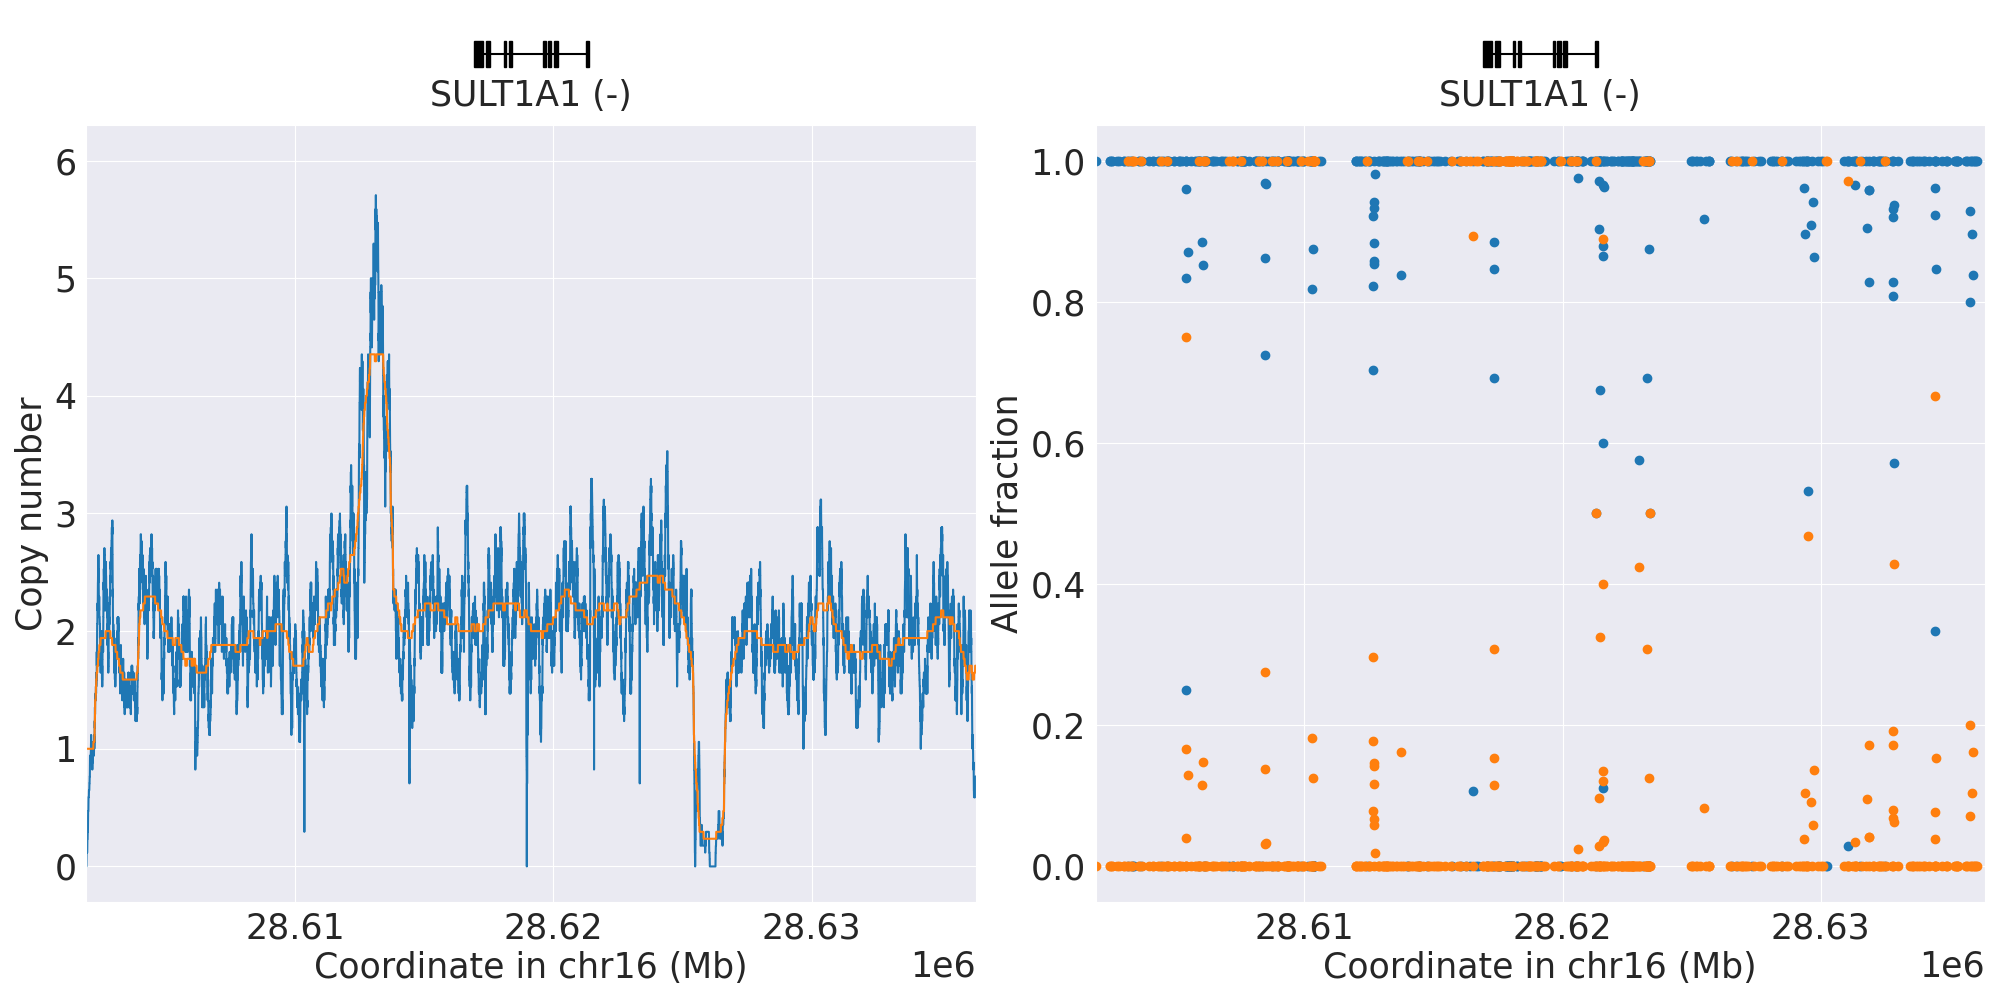 SULT1A1 (-)
6
5
4
3
2
1
0
Copy number
28.61
28.62
28.63
Coordinate in chr16 (Mb)
1e6
SULT1A1 (-)
1.0
0.8
0.6
0.4
0.2
0.0
Allele fraction
28.61
28.62
28.63
Coordinate in chr16 (Mb)
1e6